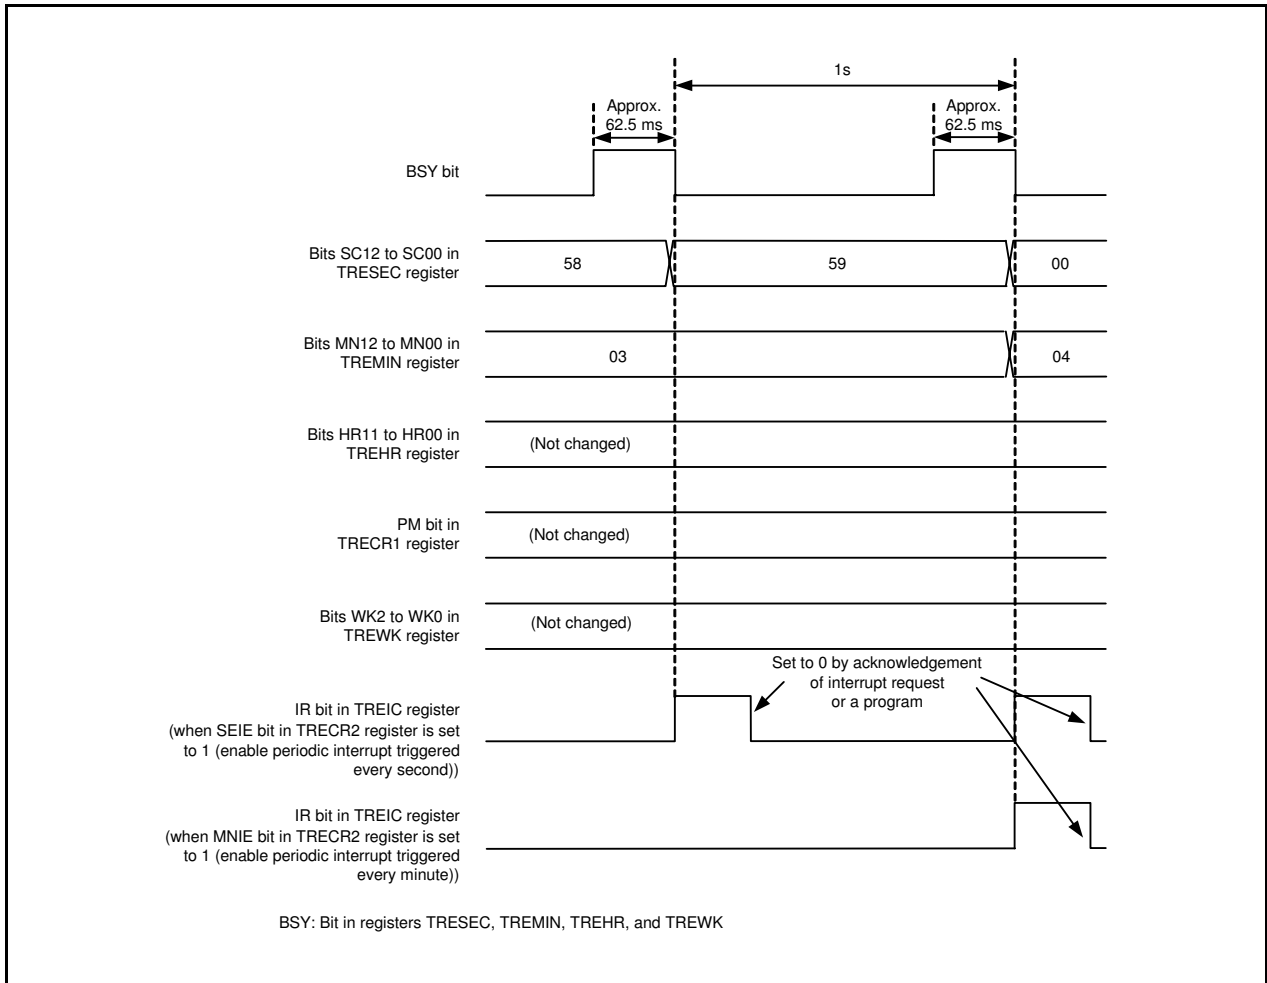 1s
Approx.
62.5 ms
Approx.
62.5 ms
BSY bit
Bits SC12 to SC00 in
TRESEC register
58
59
00
Bits MN12 to MN00 in
TREMIN register
03
04
Bits HR11 to HR00 in
TREHR register
(Not changed)
PM bit in
TRECR1 register
(Not changed)
Bits WK2 to WK0 in
TREWK register
(Not changed)
Set to 0 by acknowledgement
of interrupt request
or a program
IR bit in TREIC register
(when SEIE bit in TRECR2 register is set
to 1 (enable periodic interrupt triggered
every second))
IR bit in TREIC register
(when MNIE bit in TRECR2 register is set
to 1 (enable periodic interrupt triggered
every minute))
BSY: Bit in registers TRESEC, TREMIN, TREHR, and TREWK